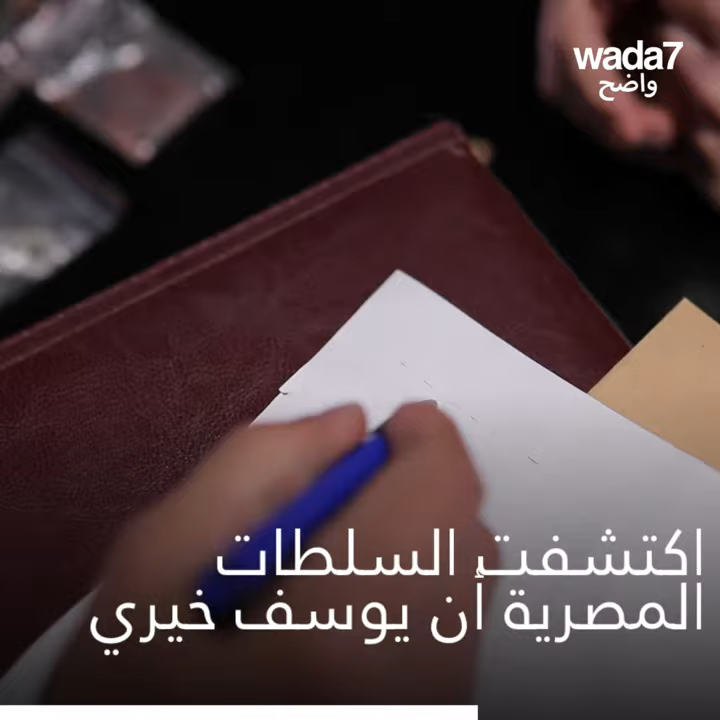 wada7
واضح
اكتشفت السلطات
المصرية أن يوسف خيري